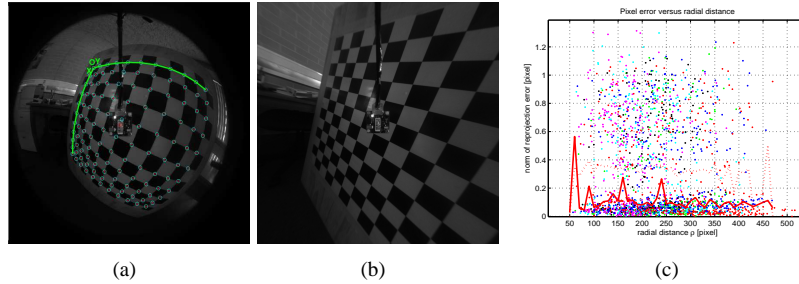 OY
Pixel error versus radial distance
norm of reprojection error [pixel]
1.2
1
0.8
0.6
0.4
0.2
0
50 100 150 200 250 300 350 400 450 500
radial distance ρ [pixel]
(a) (b) (c)